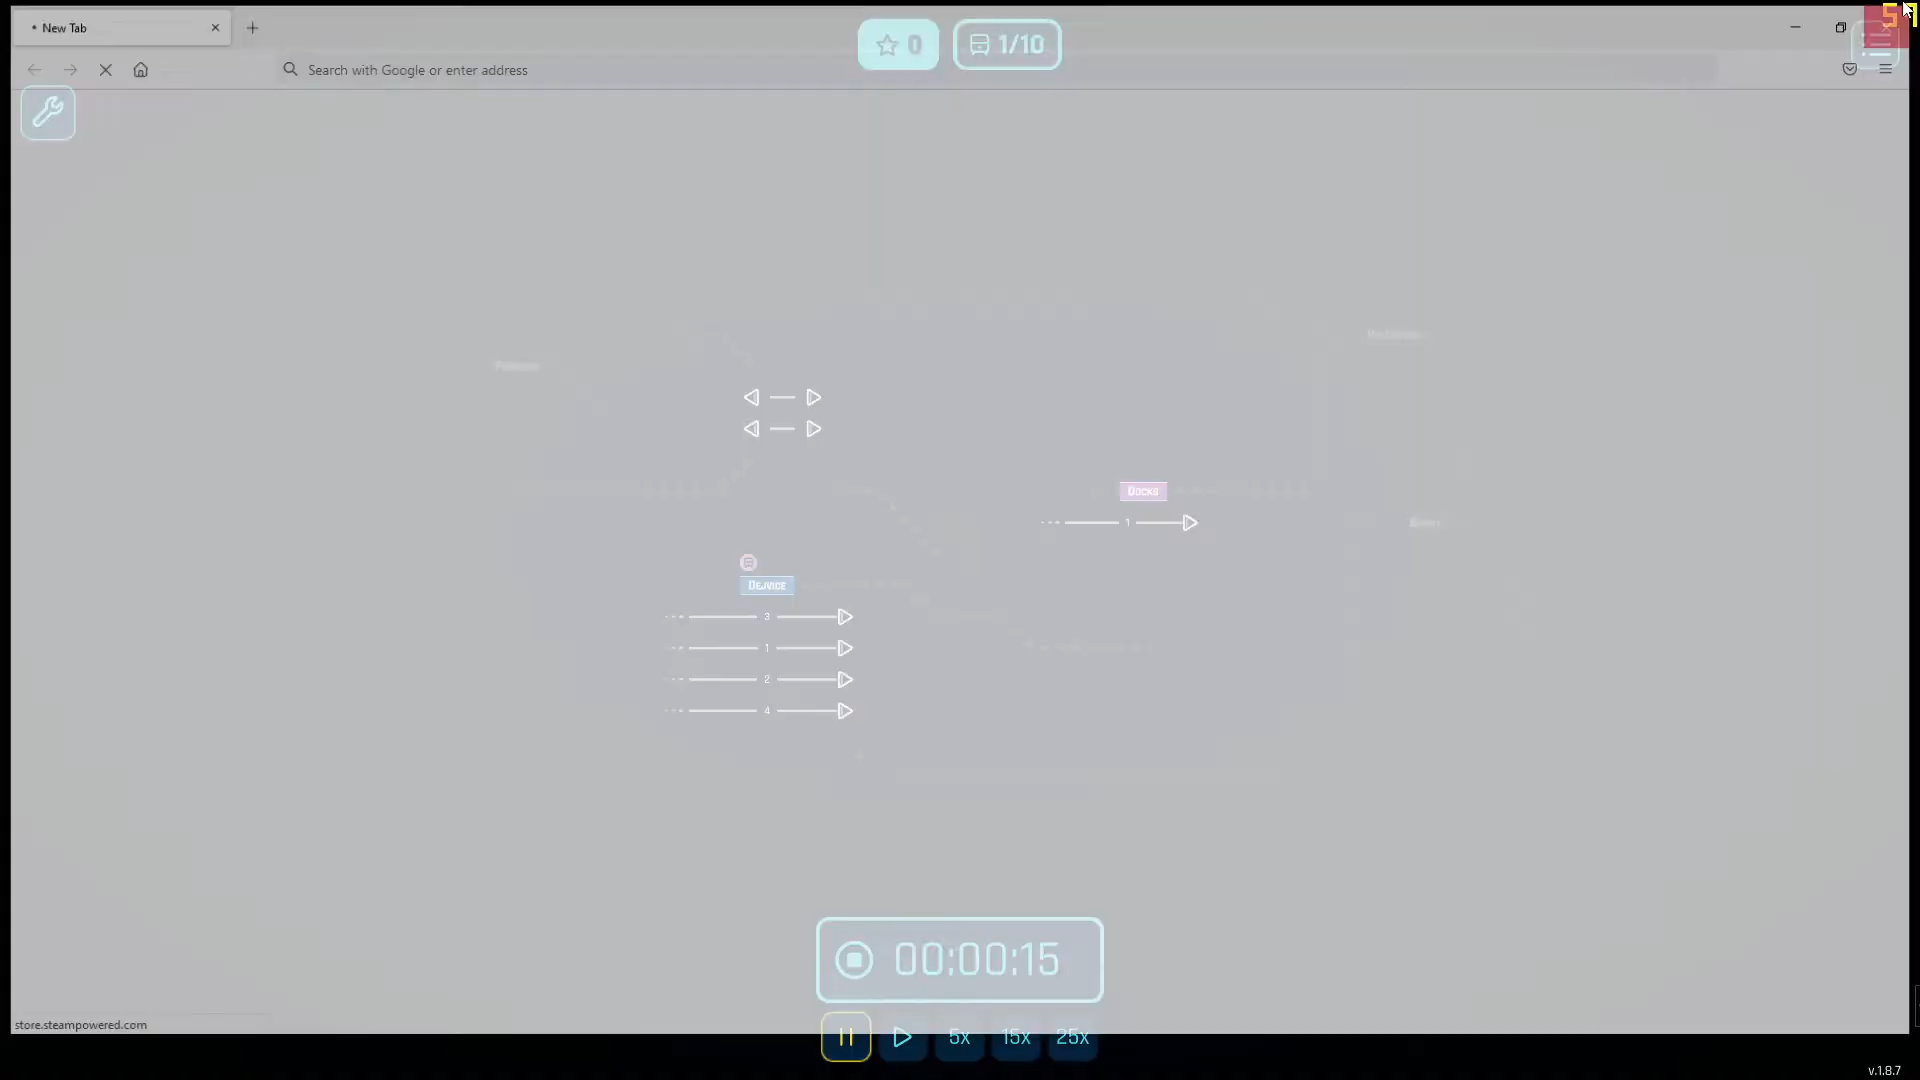 New Tab
0
1/10
Search with Google or enter address
Docks
1
Dejvice
3
1
2
4
00:00:15
store.steampowered.com
5x
15x
25x
v.1.8.7